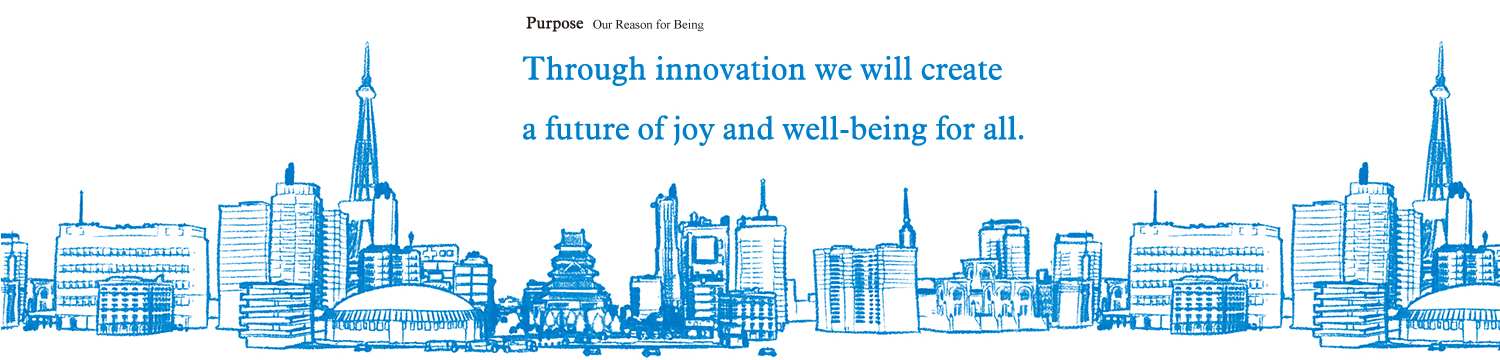 Purpose Our Reason for Being
Through innovation we will create
a future of joy and well-being for all.